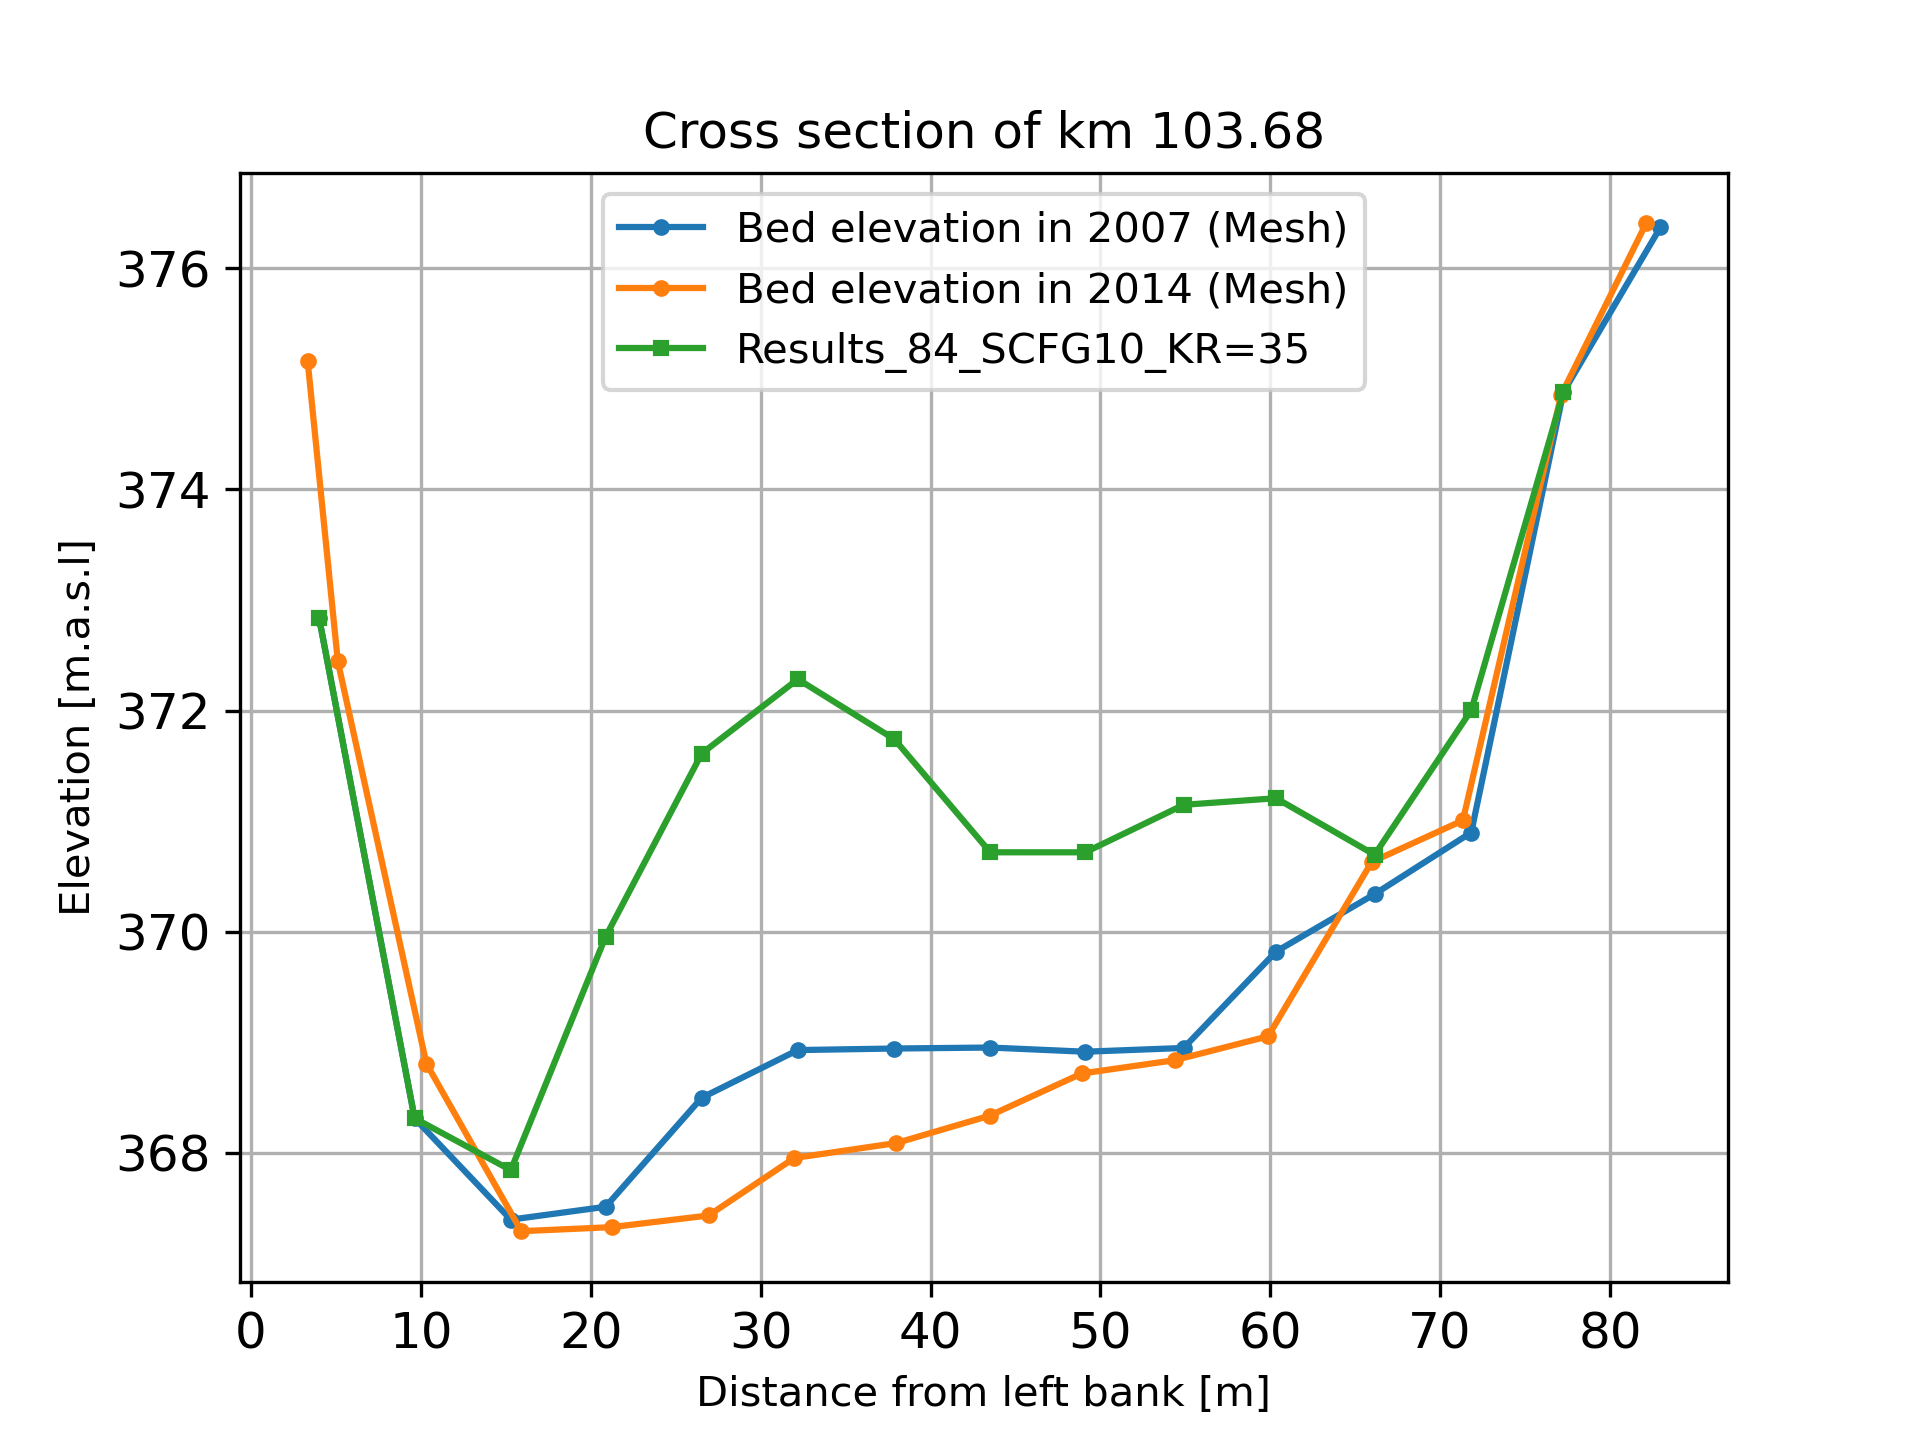 Cross section of km 103.68
Bed elevation in 2007 (Mesh)
Bed elevation in 2014 (Mesh)
Results_84_SCFG10_KR=35
376
374
372
370
368
Elevation [m.a.s.l]
0 10 20 30 40 50 60 70 80
Distance from left bank [m]